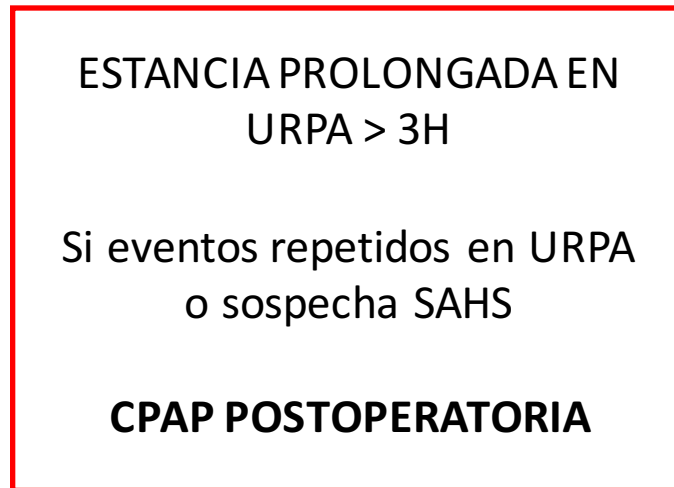 ESTANCIA PROLONGADA EN
URPA > 3H
Si eventos repetidos en URPA
o sospecha SAHS
CPAP POSTOPERATORIA